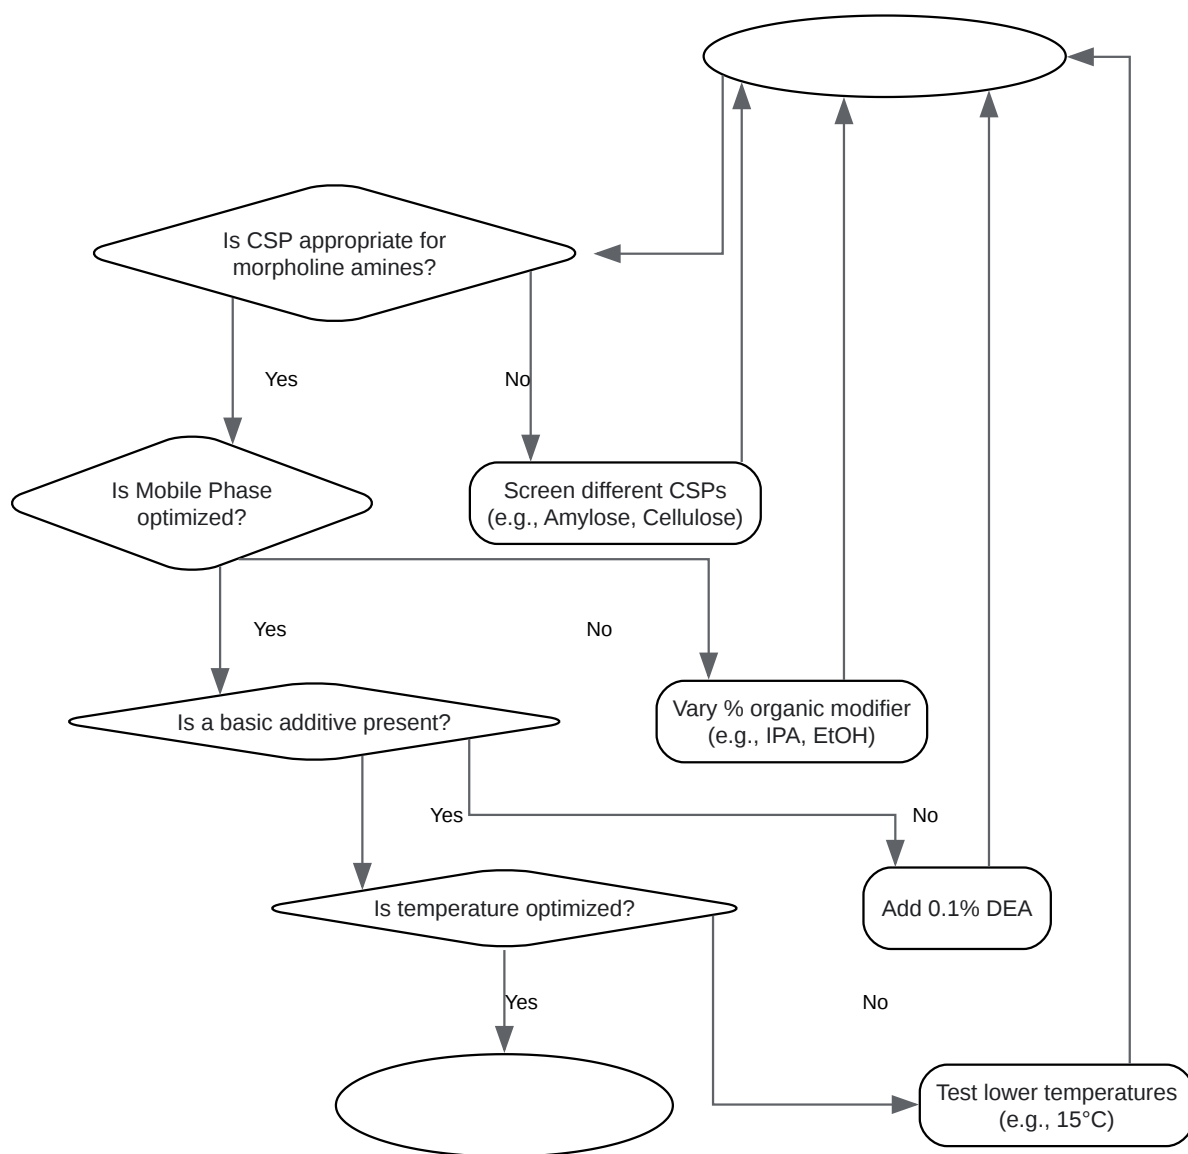 Is CSP appropriate for
morpholine amines?
Yes
No
Is Mobile Phase
optimized?
Screen different CSPs
(e.g., Amylose, Cellulose)
Yes
No
Is a basic additive present?
Vary % organic modifier
(e.g., IPA, EtOH)
Yes
No
Is temperature optimized?
Add 0.1% DEA
Yes
No
Test lower temperatures
(e.g., 15°C)